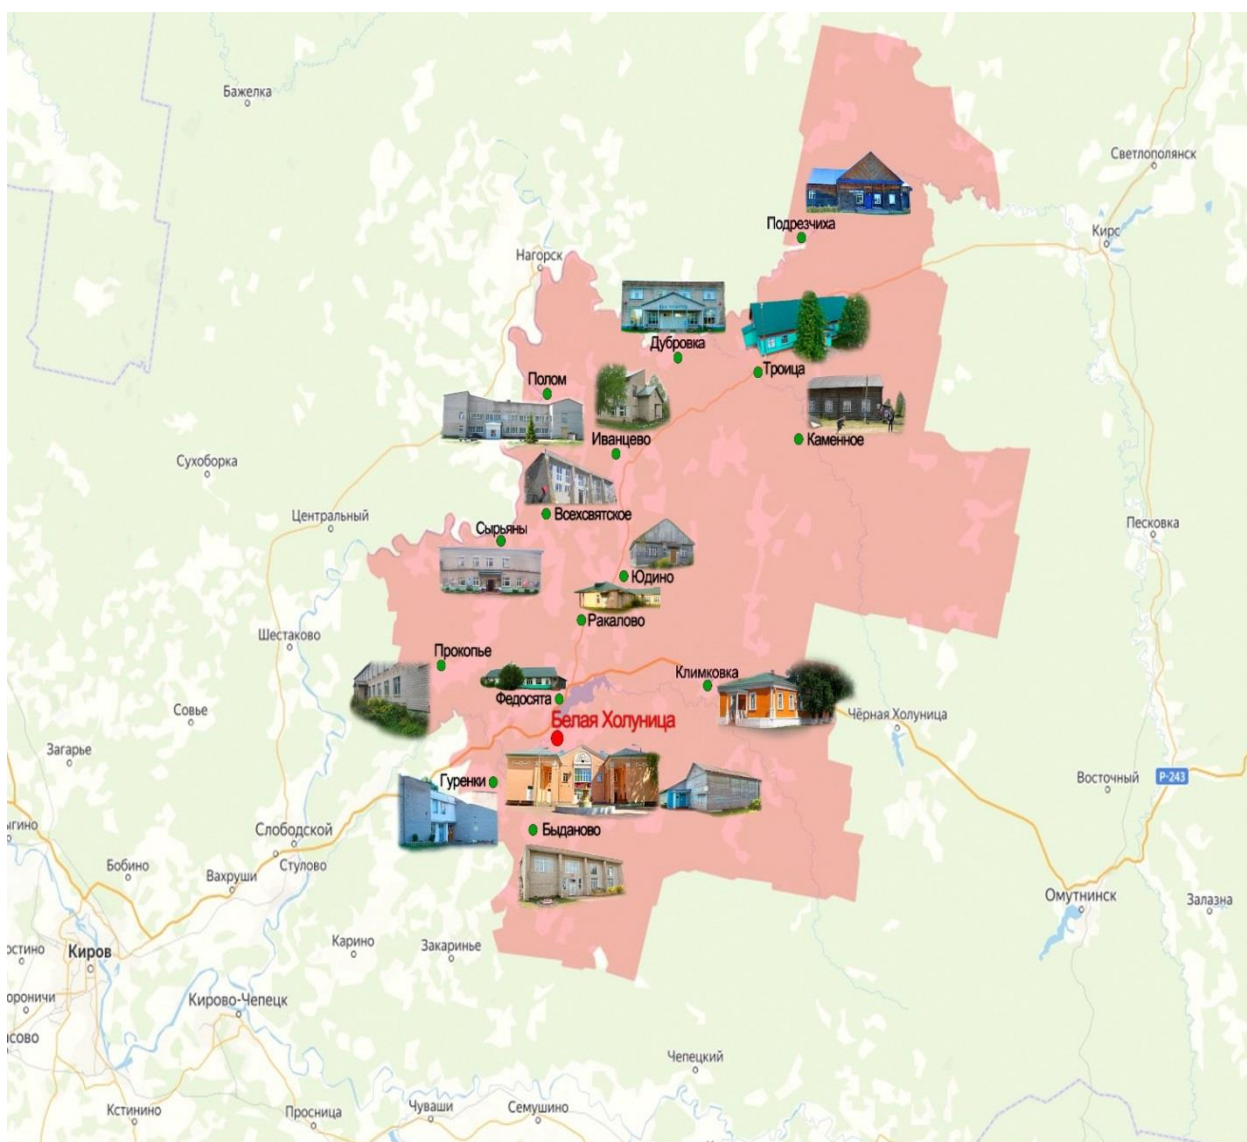 Бажелка
Светлополянск
Подрезчиха
Кирс
Нагорск
Дубровка
Троица
Полом
Иванцево
Каменное
Сухоборка
Центральный
Всехсвятское
Сырьяны
Песковка
Юдино
Ракалово
Шестаково
Прокопье
Климковка
Федосята
Совье
Белая Холуница
Чёрная Холуница
Загарье
Гуренки
Восточный
Р-243
Слободской
Быданово
Бобино
Стулово
Вахруши
Омутнинск
Залазна
Карино
Закаринье
Киров
Кирово-Чепецк
Чепецкий
Кстинино
Просница
Чуваши
Семушино